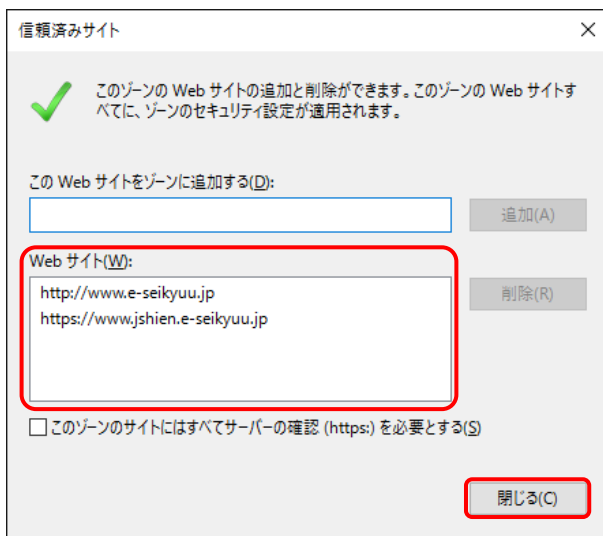 信頼済みサイト
このゾーンの Web サイトの追加と削除ができます。このゾーンの Web サイトす
べてに、ゾーンのセキュリティ設定が適用されます。
この Web サイトをゾーンに追加する(D):
追加(A)
Web サイト(W):
http://www.e-seikyuu.jp
https://www.jshien.e-seikyuu.jp
削除(R)
このゾーンのサイトにはすべてサーバーの確認 (https:) を必要とする(S)
閉じる(C)